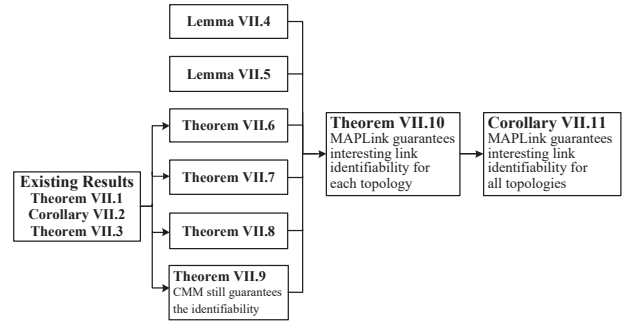 Lemma VII.4
Lemma VII.5
Theorem VII.6
Theorem VII.7
Theorem VII.8
Theorem VII.9
CMM still guarantees
the identifiability
Existing Results
Theorem VII.1
Corollary VII.2
Theorem VII.3
Theorem VII.10
MAPLink guarantees
interesting link
identifiability for
each topology
Corollary VII.11
MAPLink guarantees
interesting link
identifiability for
all topologies